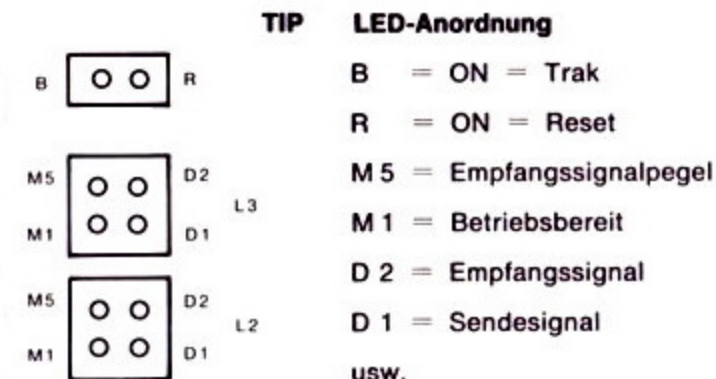 TIP LED-Anordnung
B R B = ON = Trak
R = ON = Reset
M5 D2 M 5 = Empfangssignalpegel
L3
M1 D1 M 1 = Betriebsbereit
D 2 = Empfangssignal
M5 D2
L2 D 1 = Sendesignal
M1 D1
usw.